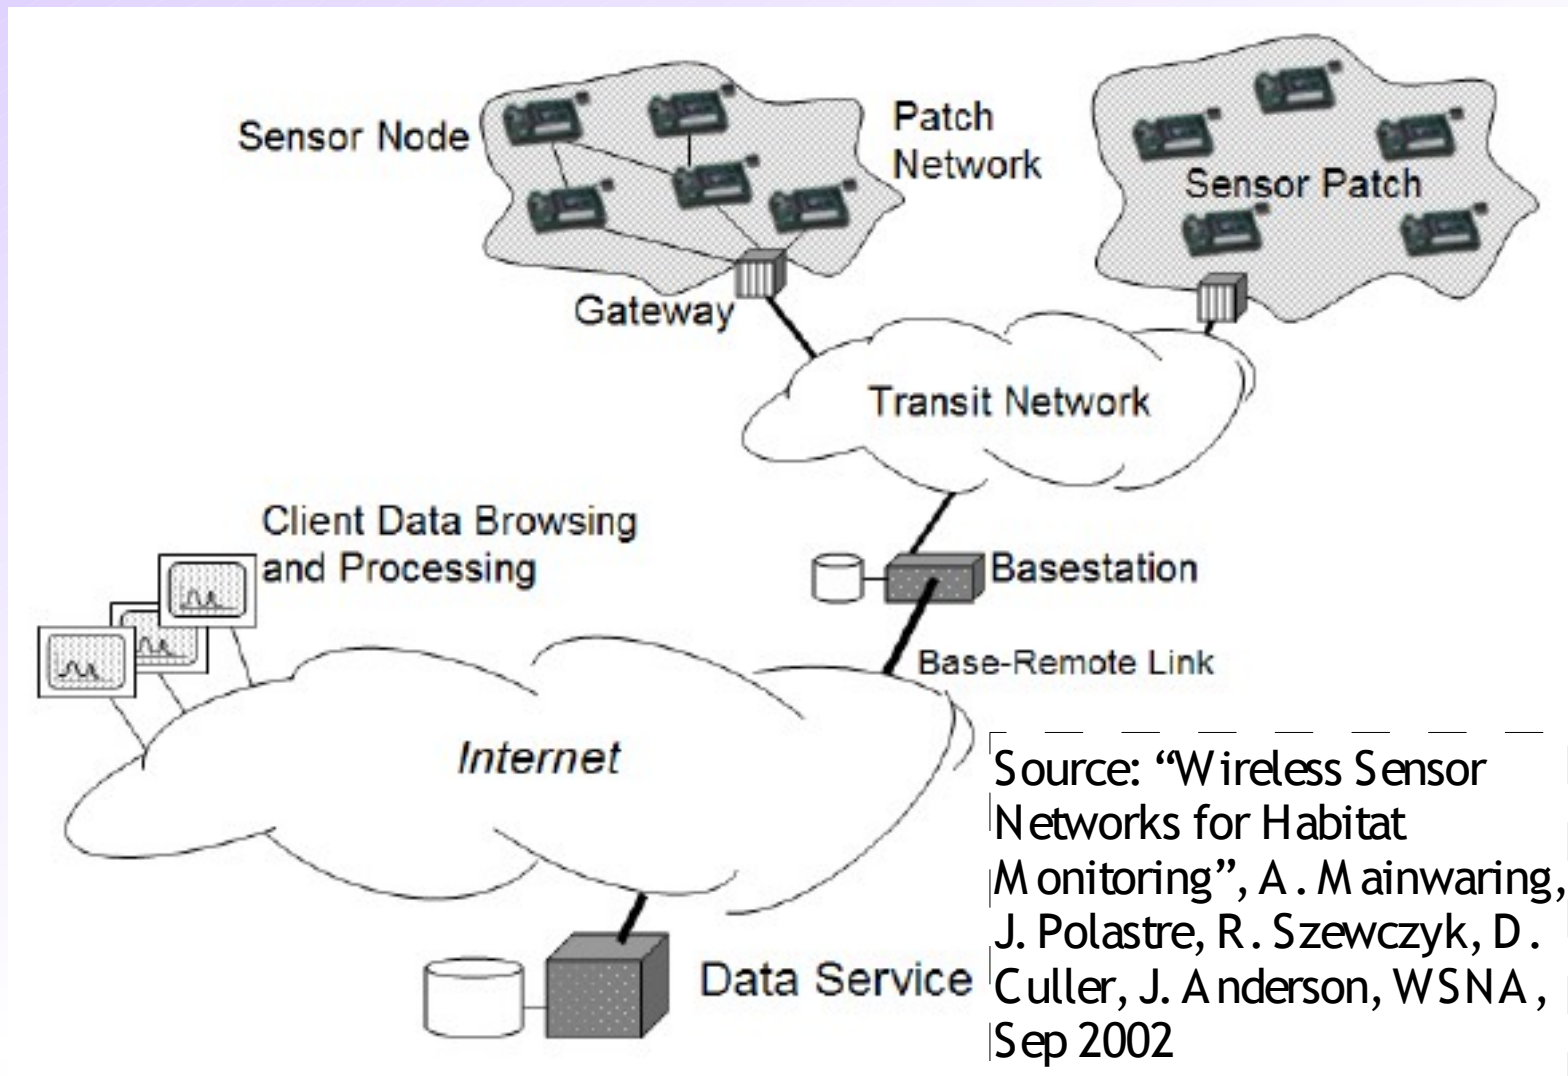 Sensor Node
Patch
Network
Sensor Patch
Gateway
Transit Network
Client Data Browsing
and Processing
Basestation
Base-Remote Link
Internet
Source: “Wireless Sensor
Networks for Habitat
Monitoring”, A. Mainwaring,
J. Polastre, R. Szewczyk, D.
Culler, J. Anderson, WSNA,
Sep 2002
Data Service